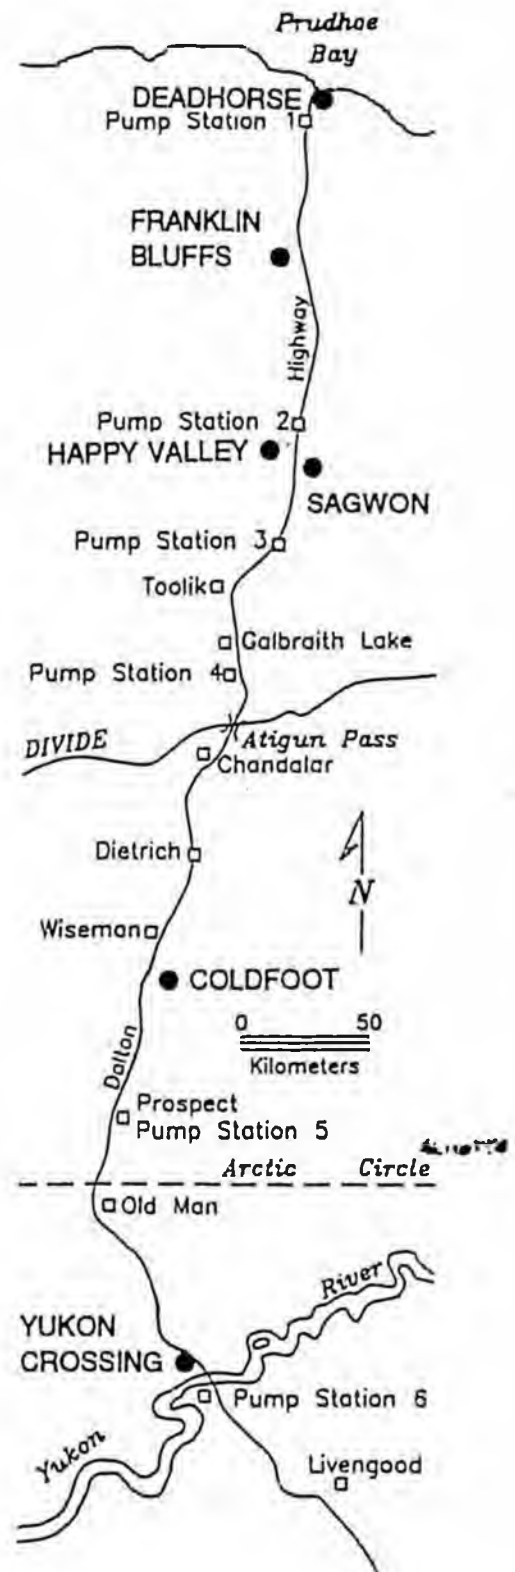 Prudhoe
Bay
DEADHORSE
Pump Station 1
FRANKLIN
BLUFFS
Highway
Pump Station 2
HAPPY VALLEY
SAGWON
Pump Station 3
Toolik
Galbraith Lake
Pump Station 4
DIVIDE
Atigun Pass
Chandalar
Dietrich
N
Wiseman
COLDFOOT
0 50
Kilometers
Dalton
Prospect
Pump Station 5
Arctic Circle
Old Man
River
YUKON
CROSSING
Pump Station 6
Yukon
Livengood